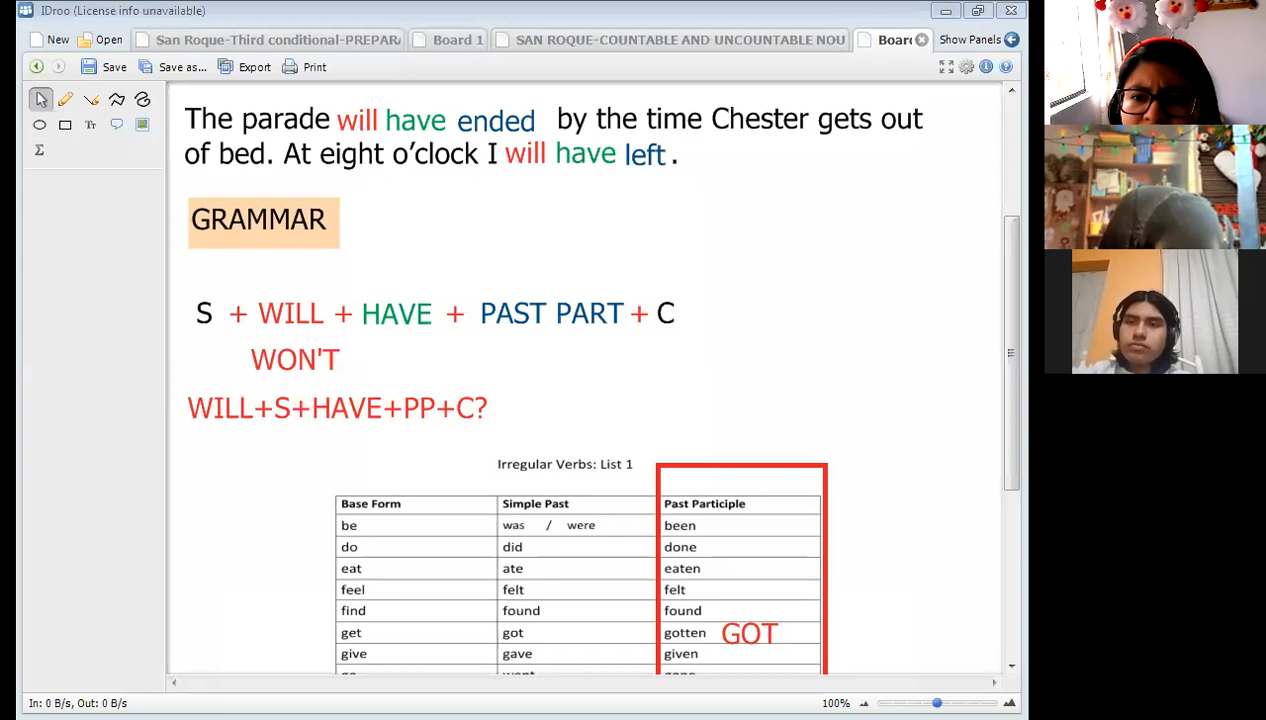 IDroo (License info unavailable)
New Open San Roque-Third conditional-PREPAR Board 1 SAN ROQUE-COUNTABLE AND UNCOUNTABLE NOU Board Show Panels
Save Save as... Export Print
Tт
Σ
The parade will have ended by the time Chester gets out
of bed. At eight o’clock I will have left .
GRAMMAR
S + WILL + HAVE + PAST PART + C
WON'T
WILL+S+HAVE+PP+C?
Irregular Verbs: List 1
Base Form Simple Past Past Participle
be was / were been
do did done
eat ate eaten
feel felt felt
find found found
get got gotten GOT
give gave given
In: 0 B/s, Out: 0 B/s 100%